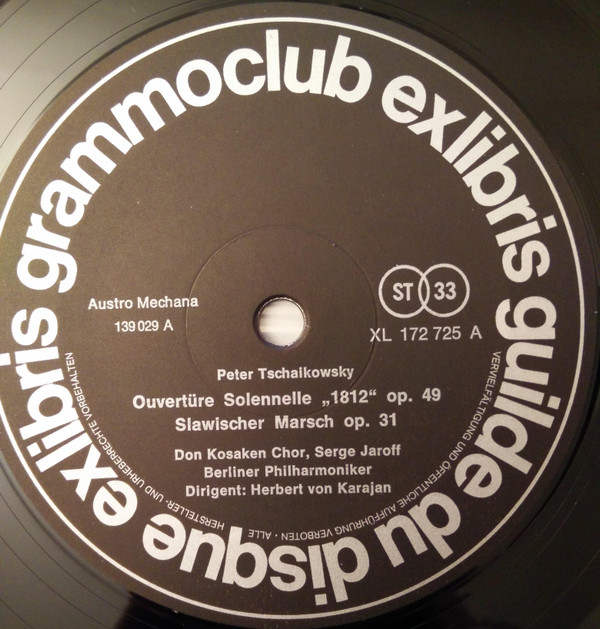 grammoclub exlibris guilde du disque exlibris
ST 33
Austro Mechana
139 029 A
XL 172 725 A
Peter Tschaikowsky
Ouvertüre Solennelle „1812“ op. 49
Slawischer Marsch op. 31
Don Kosaken Chor, Serge Jaroff
Berliner Philharmoniker
Dirigent: Herbert von Karajan
VERVIELFÄLTIGUNG UND ÖFFENTLICHE AUFFÜHRUNG VERBOTEN · ALLE HERSTELLER- UND URHEBERRECHTE VORBEHALTEN